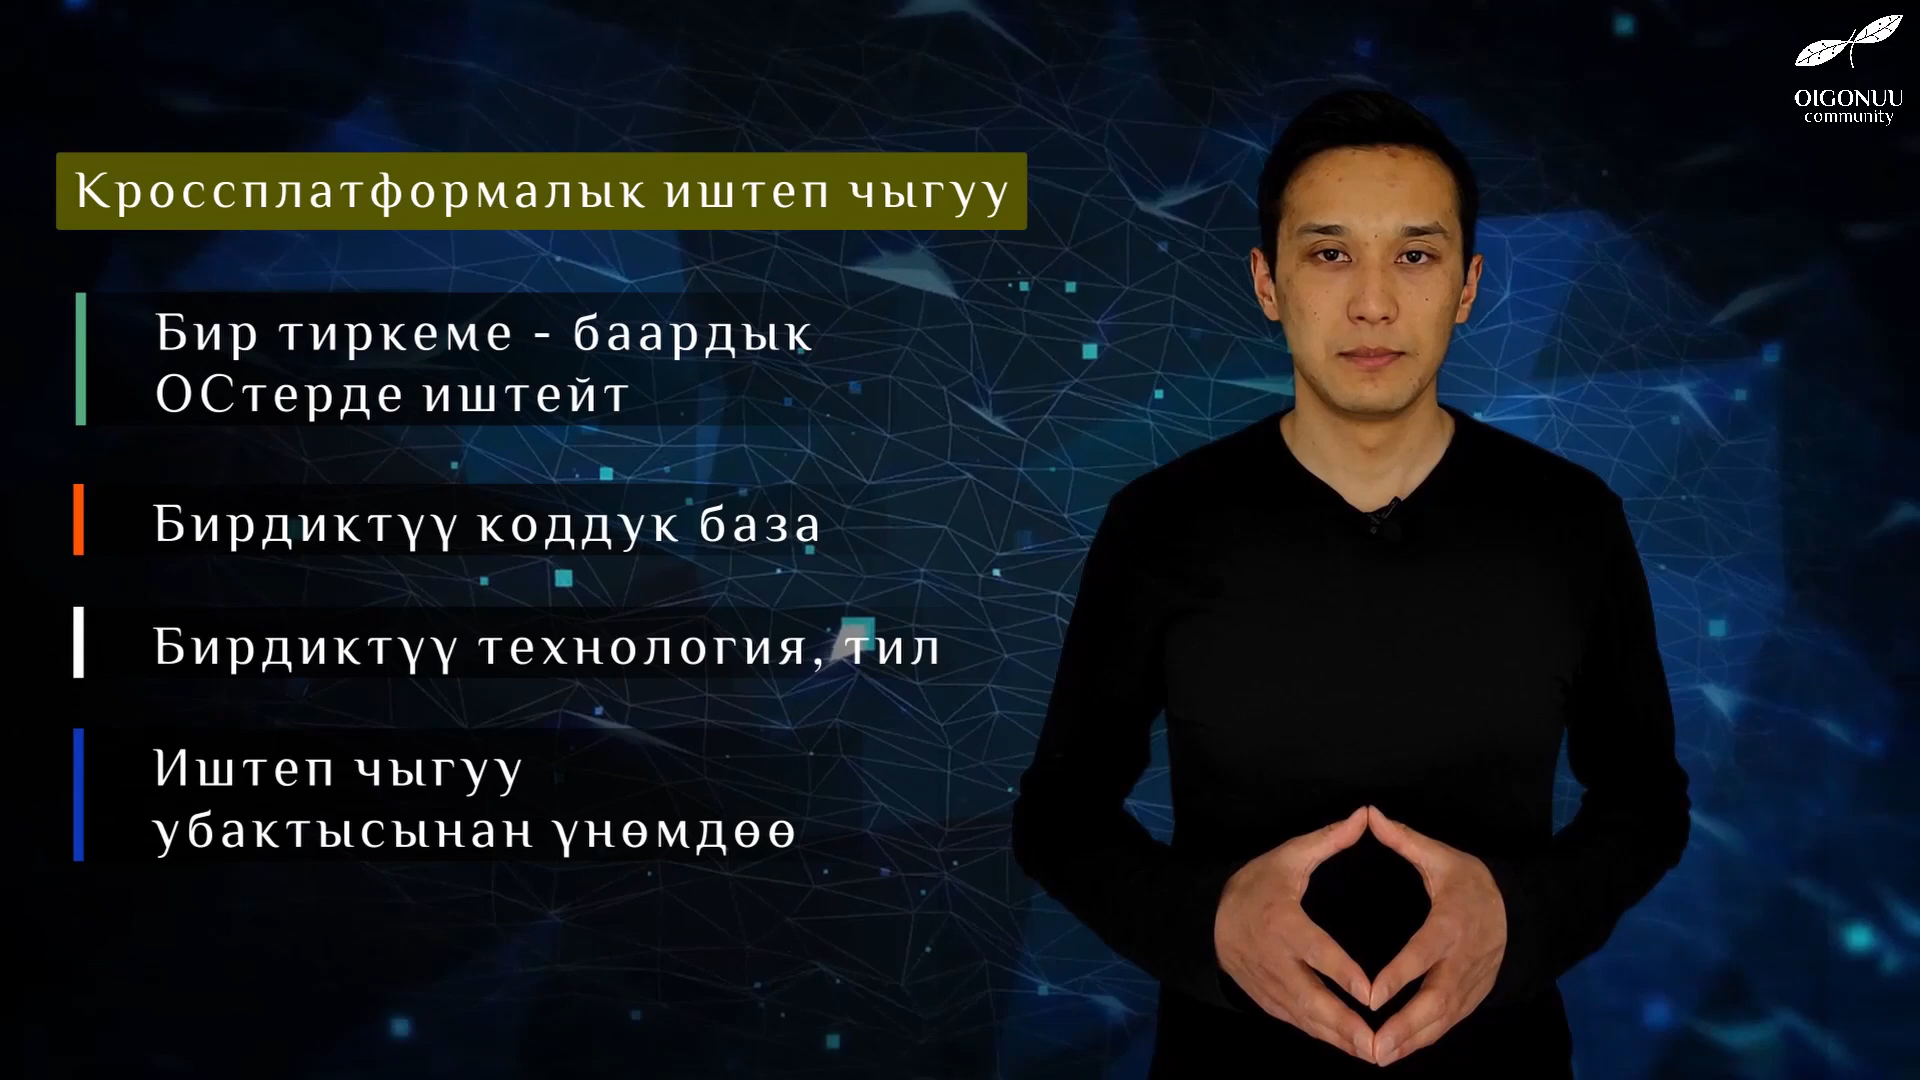 OIGONUU
community
Кроссплатформалык иштеп чыгуу
Бир тиркеме - баардык
ОСтерде иштейт
Бирдиктүү коддук база
Бирдиктүү технология, тил
Иштеп чыгуу
убактысынан үнөмдөө